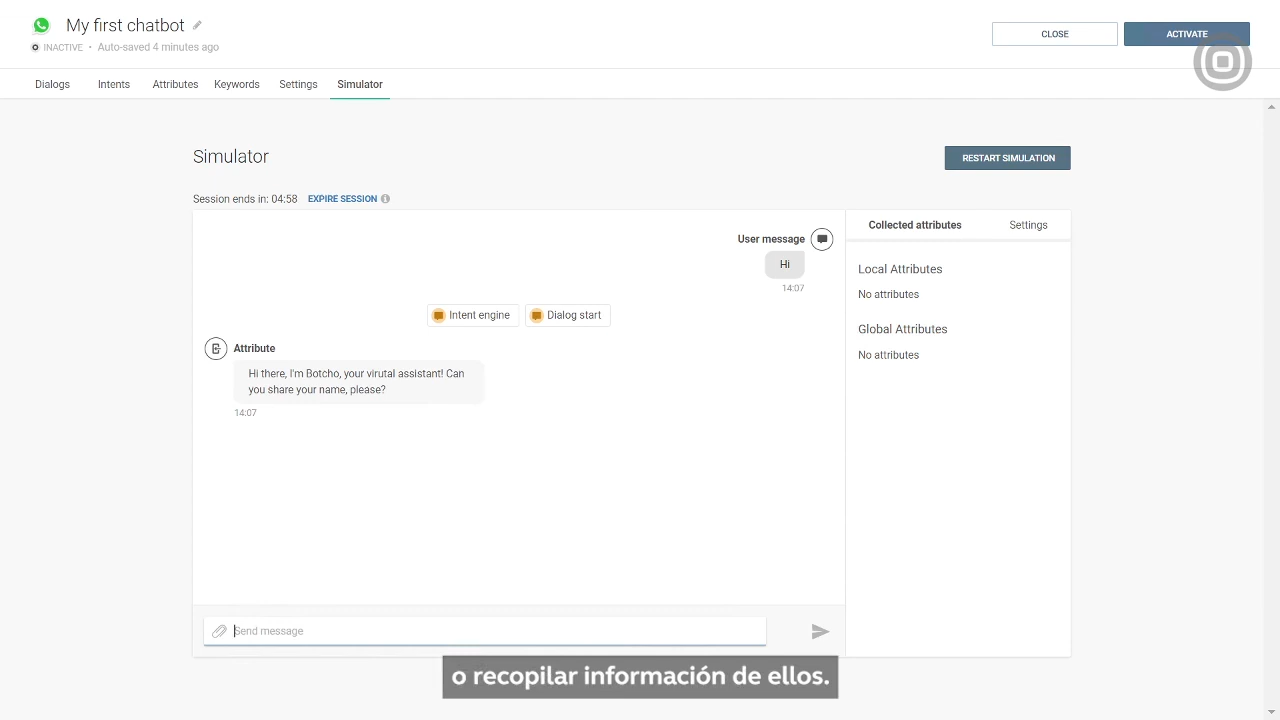 My first chatbot
INACTIVE • Auto-saved 4 minutes ago
CLOSE
ACTIVATE
Dialogs
Intents
Attributes
Keywords
Settings
Simulator
Simulator
RESTART SIMULATION
Session ends in: 04:58
EXPIRE SESSION
User message
Hi
14:07
Intent engine
Dialog start
Attribute
Hi there, I'm Botcho, your virutal assistant! Can
you share your name, please?
14:07
Send message
Collected attributes
Settings
Local Attributes
No attributes
Global Attributes
No attributes
o recopilar información de ellos.